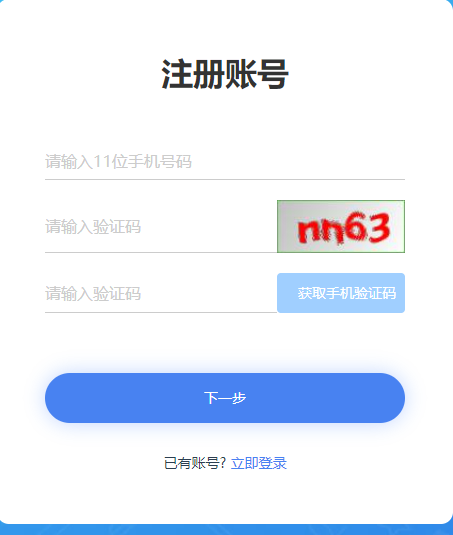 注册账号
请输入11位手机号码
请输入验证码
nn63
请输入验证码
获取手机验证码
下一步
已有账号? 立即登录